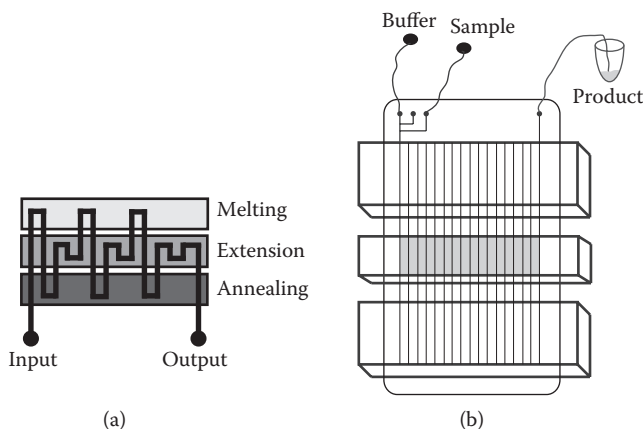 Buffer
Sample
Product
Melting
Extension
Annealing
Input
Output
(a)
(b)